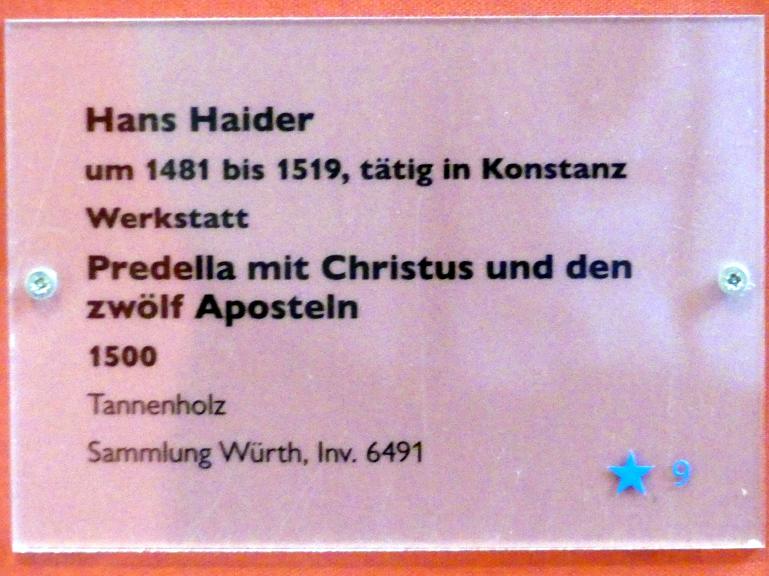 Hans Haider
um 1481 bis 1519, tätig in Konstanz
Werkstatt
Predella mit Christus und den
zwölf Aposteln
1500
Tannenholz
Sammlung Würth, Inv. 6491
9